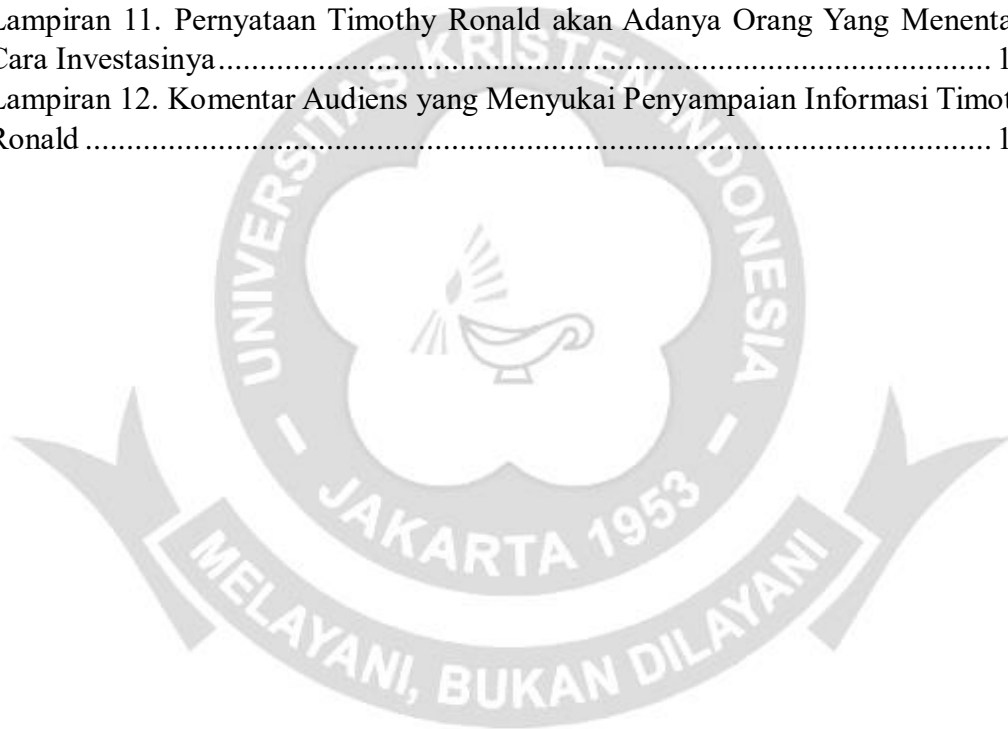 Lampiran 11. Pernyataan Timothy Ronald akan Adanya Orang Yang Menenta
Cara Investasinya............................................................................................... 1
Lampiran 12. Komentar Audiens yang Menyukai Penyampaian Informasi Timot
Ronald ............................................................................................................. 1
UNIVERSITAS KRISTEN INDONESIA
JAKARTA 1953
MELAYANI, BUKAN DILAYANI